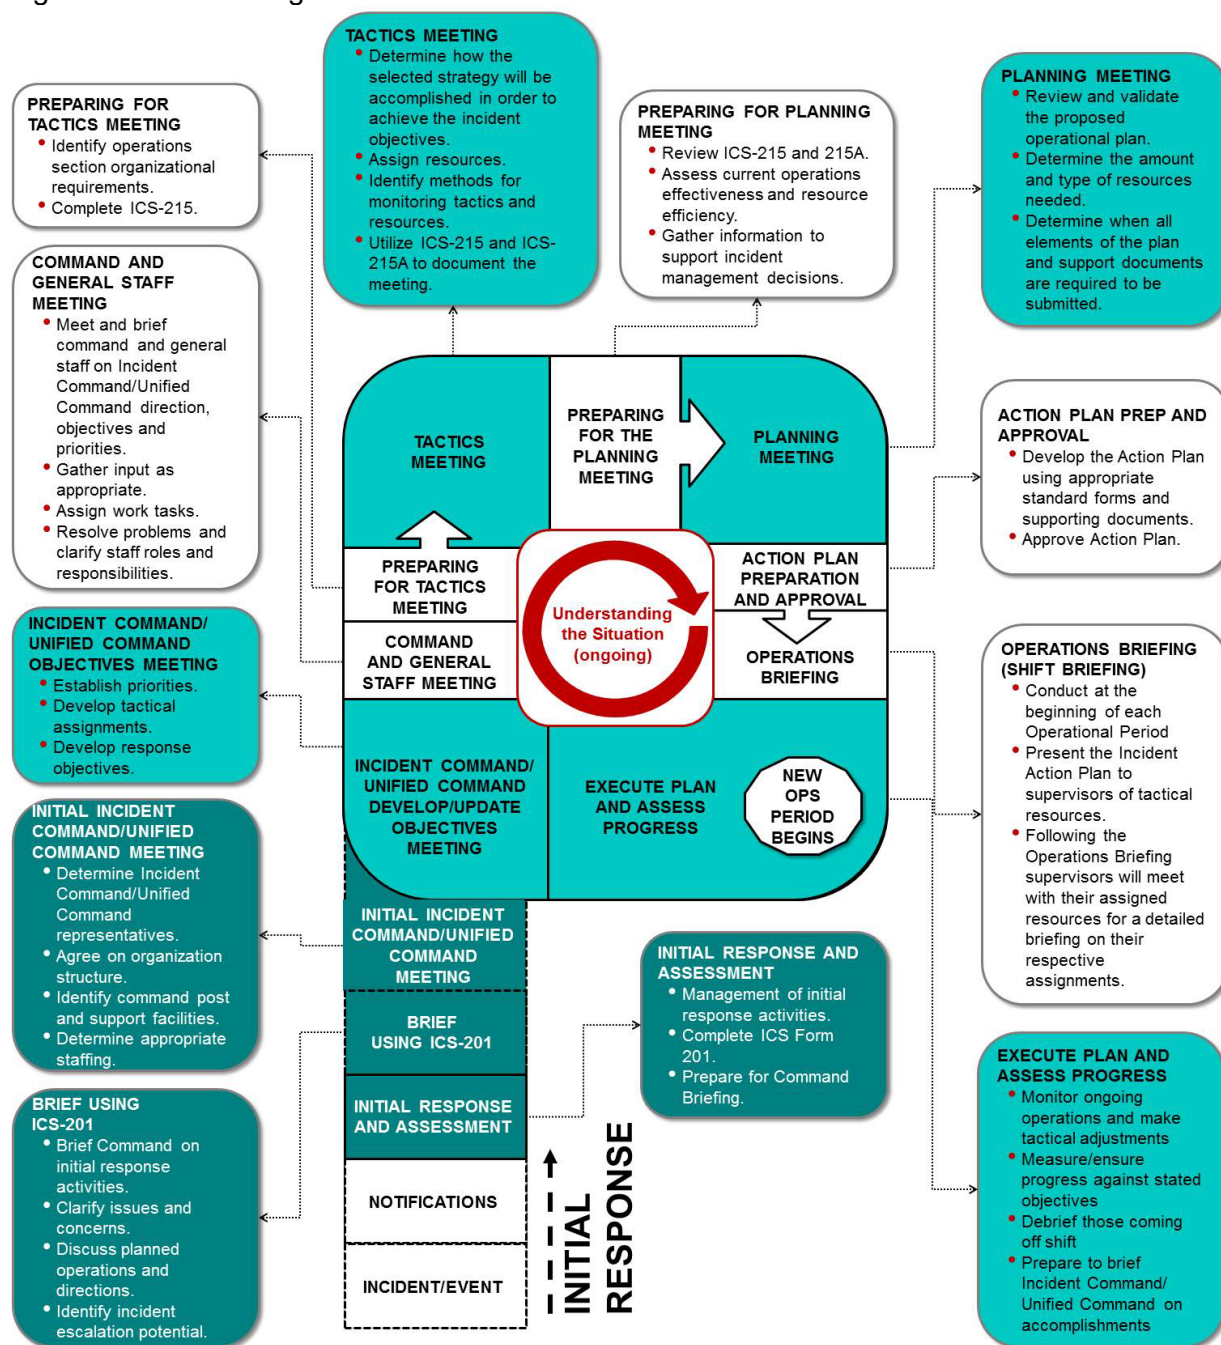 TACTICS MEETING
• Determine how the
selected strategy will be
accomplished in order to
achieve the incident
objectives.
• Assign resources.
• Identify methods for
monitoring tactics and
resources.
• Utilize ICS-215 and ICS-
215A to document the
meeting.
PREPARING FOR
TACTICS MEETING
• Identify operations
section organizational
requirements.
• Complete ICS-215.
PREPARING FOR PLANNING
MEETING
• Review ICS-215 and 215A.
• Assess current operations
effectiveness and resource
efficiency.
• Gather information to
support incident
management decisions.
PLANNING MEETING
• Review and validate
the proposed
operational plan.
• Determine the amount
and type of resources
needed.
• Determine when all
elements of the plan
and support documents
are required to be
submitted.
COMMAND AND
GENERAL STAFF
MEETING
• Meet and brief
command and general
staff on Incident
Command/Unified
Command direction,
objectives and
priorities.
• Gather input as
appropriate.
• Assign work tasks.
• Resolve problems and
clarify staff roles and
responsibilities.
TACTICS
MEETING
PREPARING
FOR THE
PLANNING
MEETING
PLANNING
MEETING
ACTION PLAN PREP AND
APPROVAL
• Develop the Action Plan
using appropriate
standard forms and
supporting documents.
• Approve Action Plan.
PREPARING
FOR TACTICS
MEETING
COMMAND
AND GENERAL
STAFF MEETING
Understanding
the Situation
(ongoing)
ACTION PLAN
PREPARATION
AND APPROVAL
OPERATIONS
BRIEFING
INCIDENT COMMAND/
UNIFIED COMMAND
OBJECTIVES MEETING
• Establish priorities.
• Develop tactical
assignments.
• Develop response
objectives.
INCIDENT COMMAND/
UNIFIED COMMAND
DEVELOP/UPDATE
OBJECTIVES
MEETING
EXECUTE PLAN
AND ASSESS
PROGRESS
NEW
OPS
PERIOD
BEGINS
OPERATIONS BRIEFING
(SHIFT BRIEFING)
• Conduct at the
beginning of each
Operational Period
• Present the Incident
Action Plan to
supervisors of tactical
resources.
• Following the
Operations Briefing
supervisors will meet
with their assigned
resources for a detailed
briefing on their
respective
assignments.
INITIAL INCIDENT
COMMAND/UNIFIED
COMMAND MEETING
• Determine Incident
Command/Unified
Command
representatives.
• Agree on organization
structure.
• Identify command post
and support facilities.
• Determine appropriate
staffing.
INITIAL INCIDENT
COMMAND/UNIFIED
COMMAND
MEETING
BRIEF
USING ICS-201
INITIAL RESPONSE
AND ASSESSMENT
NOTIFICATIONS
INCIDENT/EVENT
INITIAL
RESPONSE
INITIAL RESPONSE AND
ASSESSMENT
• Management of initial
response activities.
• Complete ICS Form
201.
• Prepare for Command
Briefing.
BRIEF USING
ICS-201
• Brief Command on
initial response
activities.
• Clarify issues and
concerns.
• Discuss planned
operations and
directions.
• Identify incident
escalation potential.
EXECUTE PLAN AND
ASSESS PROGRESS
• Monitor ongoing
operations and make
tactical adjustments
• Measure/ensure
progress against stated
objectives
• Debrief those coming
off shift
• Prepare to brief
Incident Command/
Unified Command on
accomplishments